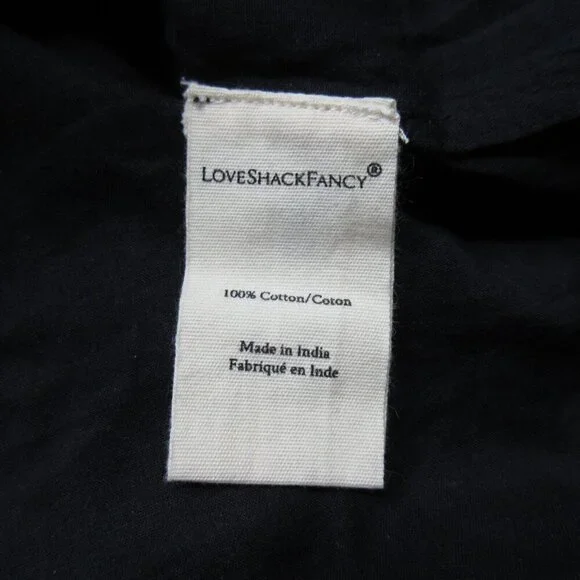 LOVESHACKFANCY®
100% Cotton/Coton
Made in India
Fabriqué en Inde